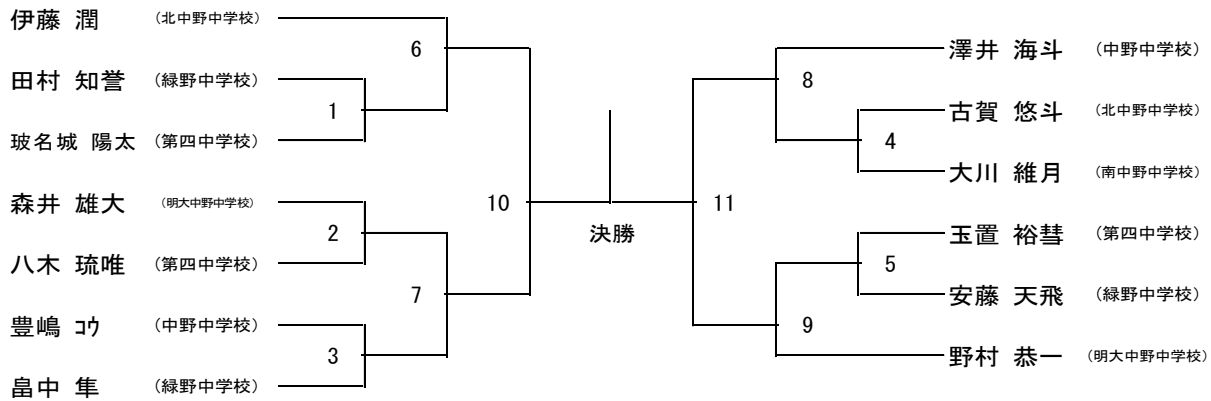 伊藤 潤 （北中野中学校）
6
田村 知誉 （緑野中学校）
1
玻名城 陽太 （第四中学校）
森井 雄大 （明大中野中学校）
2
10
八木 琉唯 （第四中学校）
7
豊嶋 コウ （中野中学校）
3
畠中 隼 （緑野中学校）
決勝
澤井 海斗 （中野中学校）
8
古賀 悠斗 （北中野中学校）
4
大川 維月 （南中野中学校）
11
玉置 裕彗 （第四中学校）
5
安藤 天飛 （緑野中学校）
9
野村 恭一 （明大中野中学校）